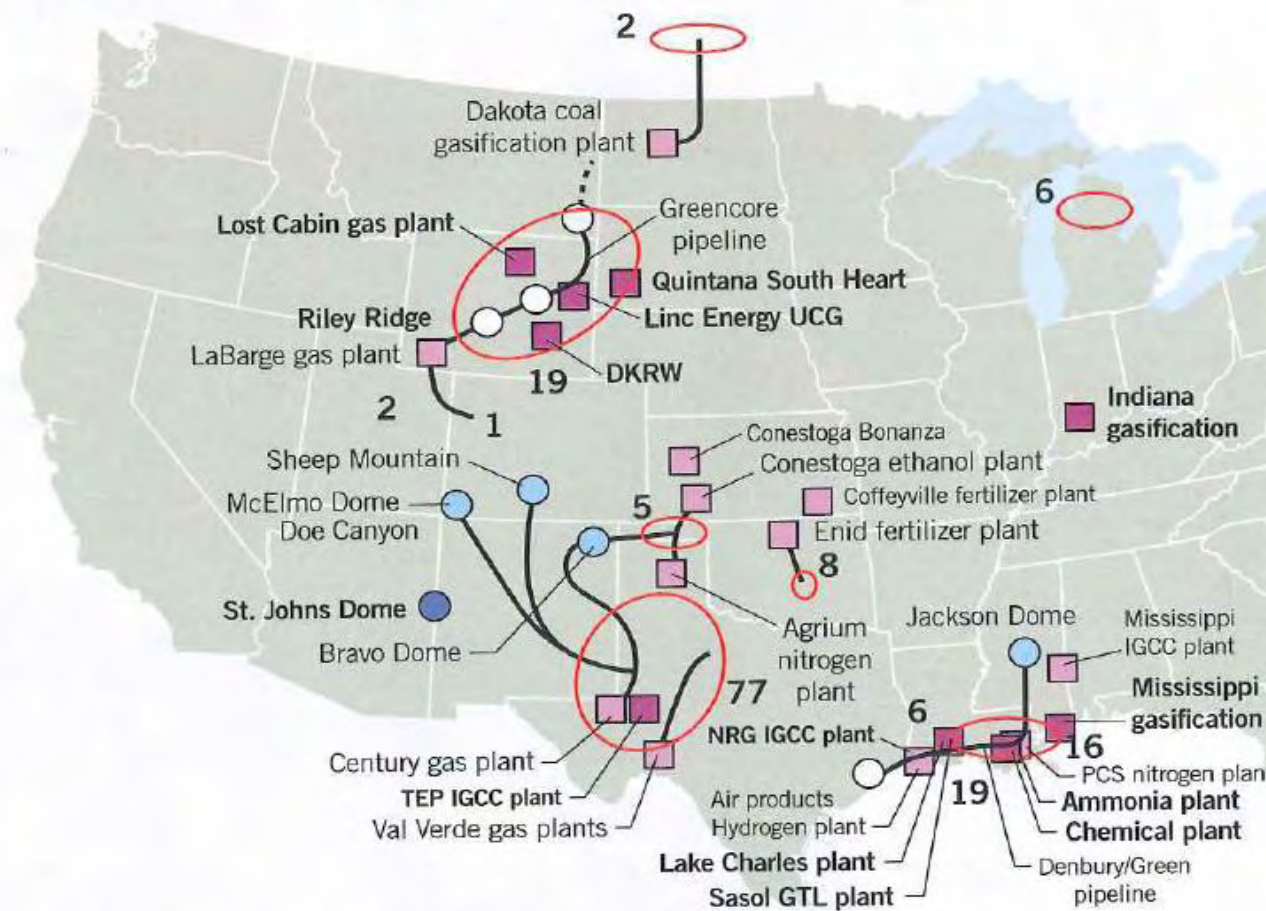 2
Dakota coal
gasification plant
6
Lost Cabin gas plant
Greencore
pipeline
Quintana South Heart
Riley Ridge
Linc Energy UCG
LaBarge gas plant
19
DKRW
2
1
Indiana
gasification
Conestoga Bonanza
Sheep Mountain
Conestoga ethanol plant
McElmo Dome
Doe Canyon
5
Coffeyville fertilizer plant
Enid fertilizer plant
8
St. Johns Dome
Bravo Dome
Agrium
nitrogen
plant
Jackson Dome
Mississippi
IGCC plant
77
6
Mississippi
gasification
NRG IGCC plant
16
Century gas plant
PCS nitrogen plan
TEP IGCC plant
Air products
Hydrogen plant
19
Ammonia plant
Val Verde gas plants
Chemical plant
Lake Charles plant
Denbury/Green
pipeline
Sasol GTL plant